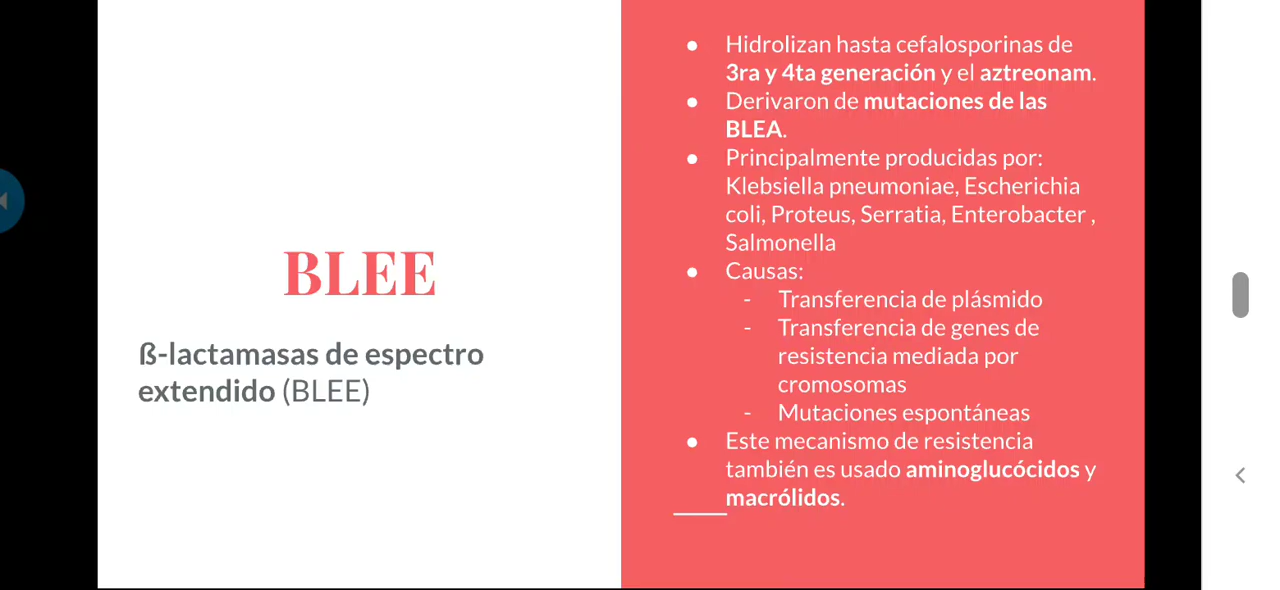 BLEE
ß-lactamasas de espectro
extendido (BLEE)
● Hidrolizan hasta cefalosporinas de
3ra y 4ta generación y el aztreonam.
● Derivaron de mutaciones de las
BLEA.
● Principalmente producidas por:
Klebsiella pneumoniae, Escherichia
coli, Proteus, Serratia, Enterobacter ,
Salmonella
● Causas:
- Transferencia de plásmido
- Transferencia de genes de
resistencia mediada por
cromosomas
- Mutaciones espontáneas
● Este mecanismo de resistencia
también es usado aminoglucócidos y
macrólidos.